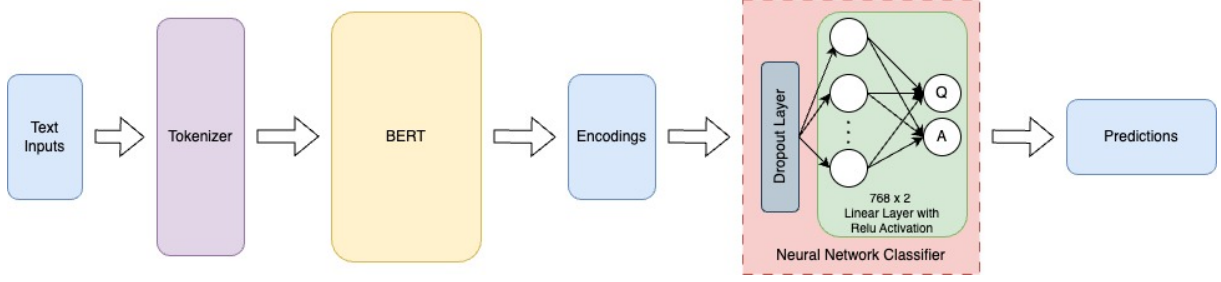 Text
Inputs
Tokenizer
BERT
Encodings
Dropout Layer
Q
A
768 x 2
Linear Layer with
Relu Activation
Neural Network Classifier
Predictions